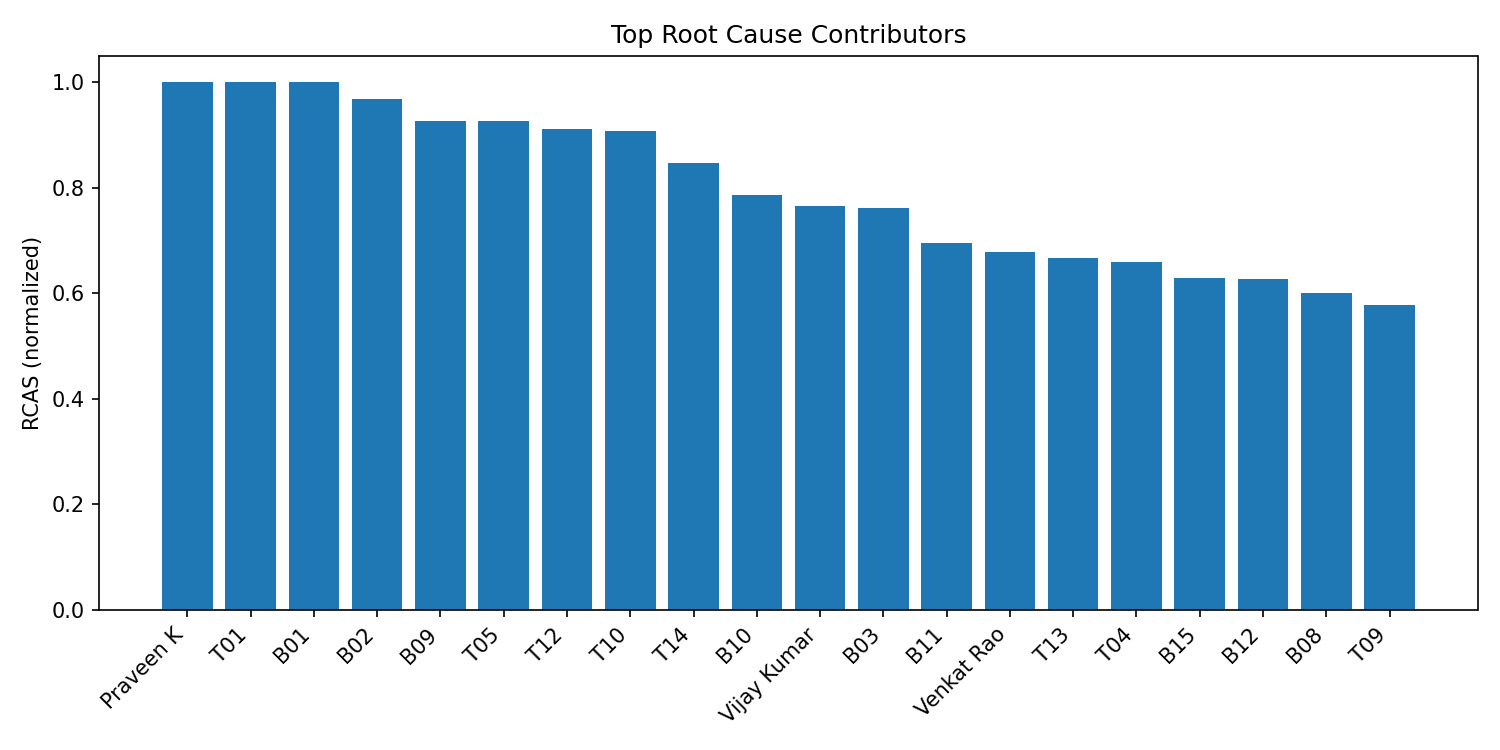 Top Root Cause Contributors
RCAS (normalized)
1.0
0.8
0.6
0.4
0.2
0.0
Praveen K
T01
B01
B02
B09
T05
T12
T10
T14
B10
Vijay Kumar
B03
B11
Venkat Rao
T13
T04
B15
B12
B08
T09